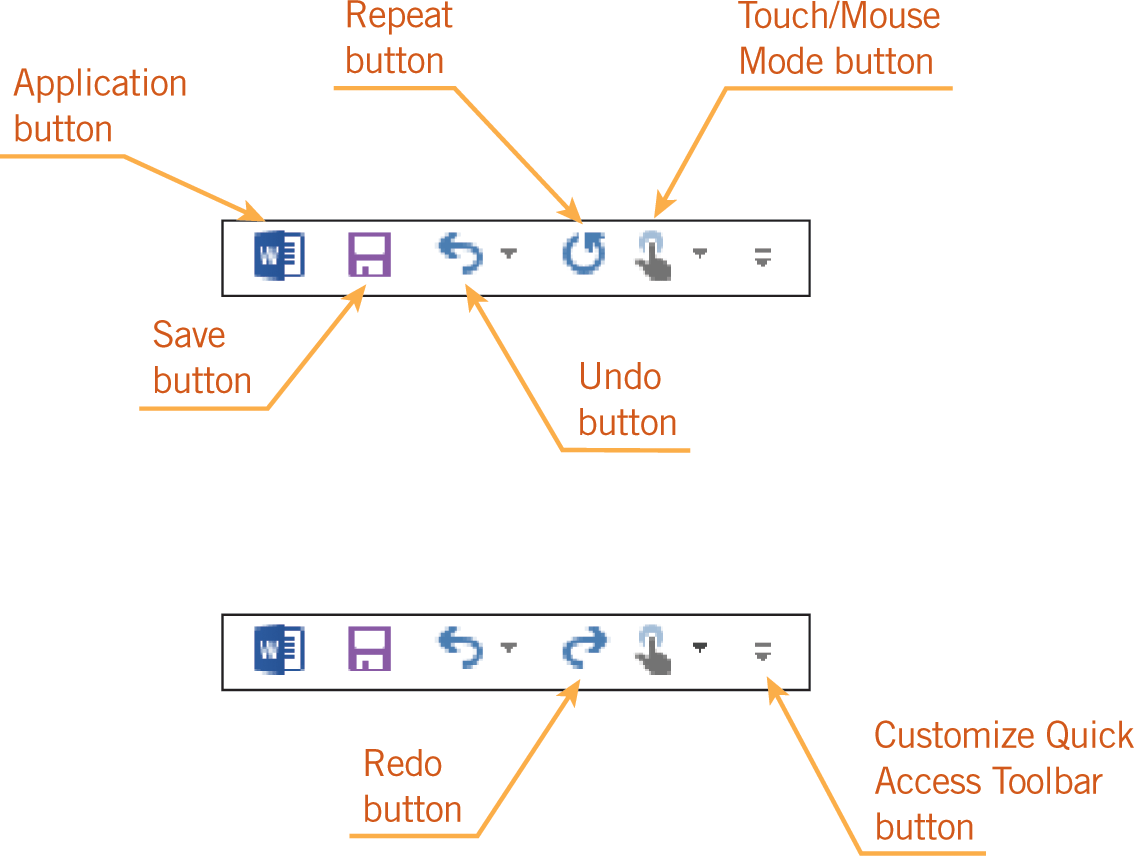 Repeat
button
Touch/Mouse
Mode button
Application
button
W
Save
button
Undo
button
W
Redo
button
Customize Quick
Access Toolbar
button